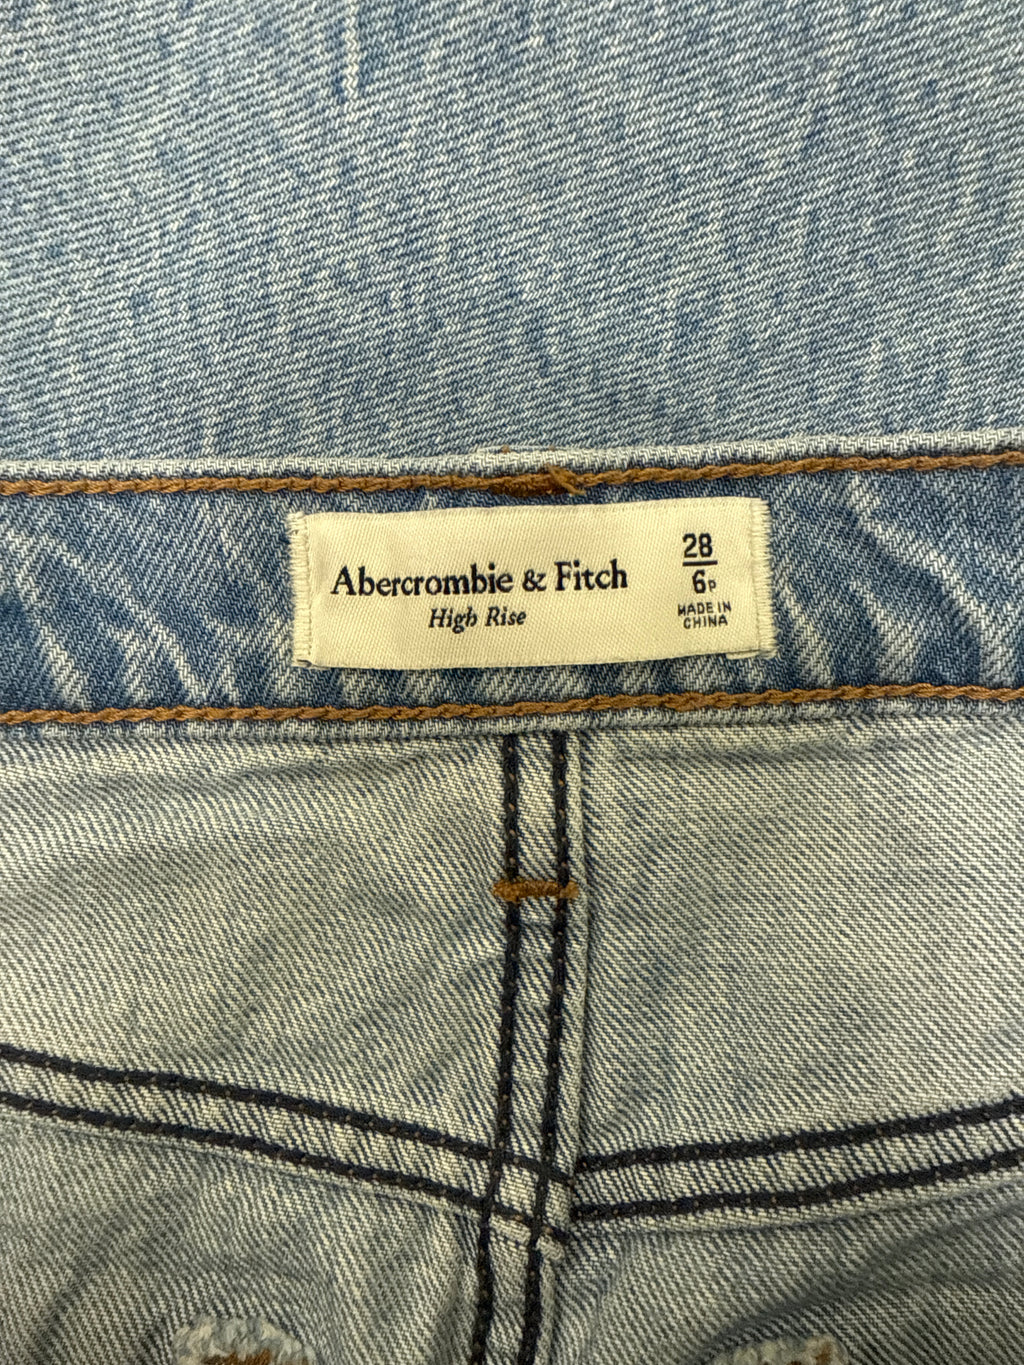 Abercrombie & Fitch
High Rise
28
6P
MADE IN
CHINA